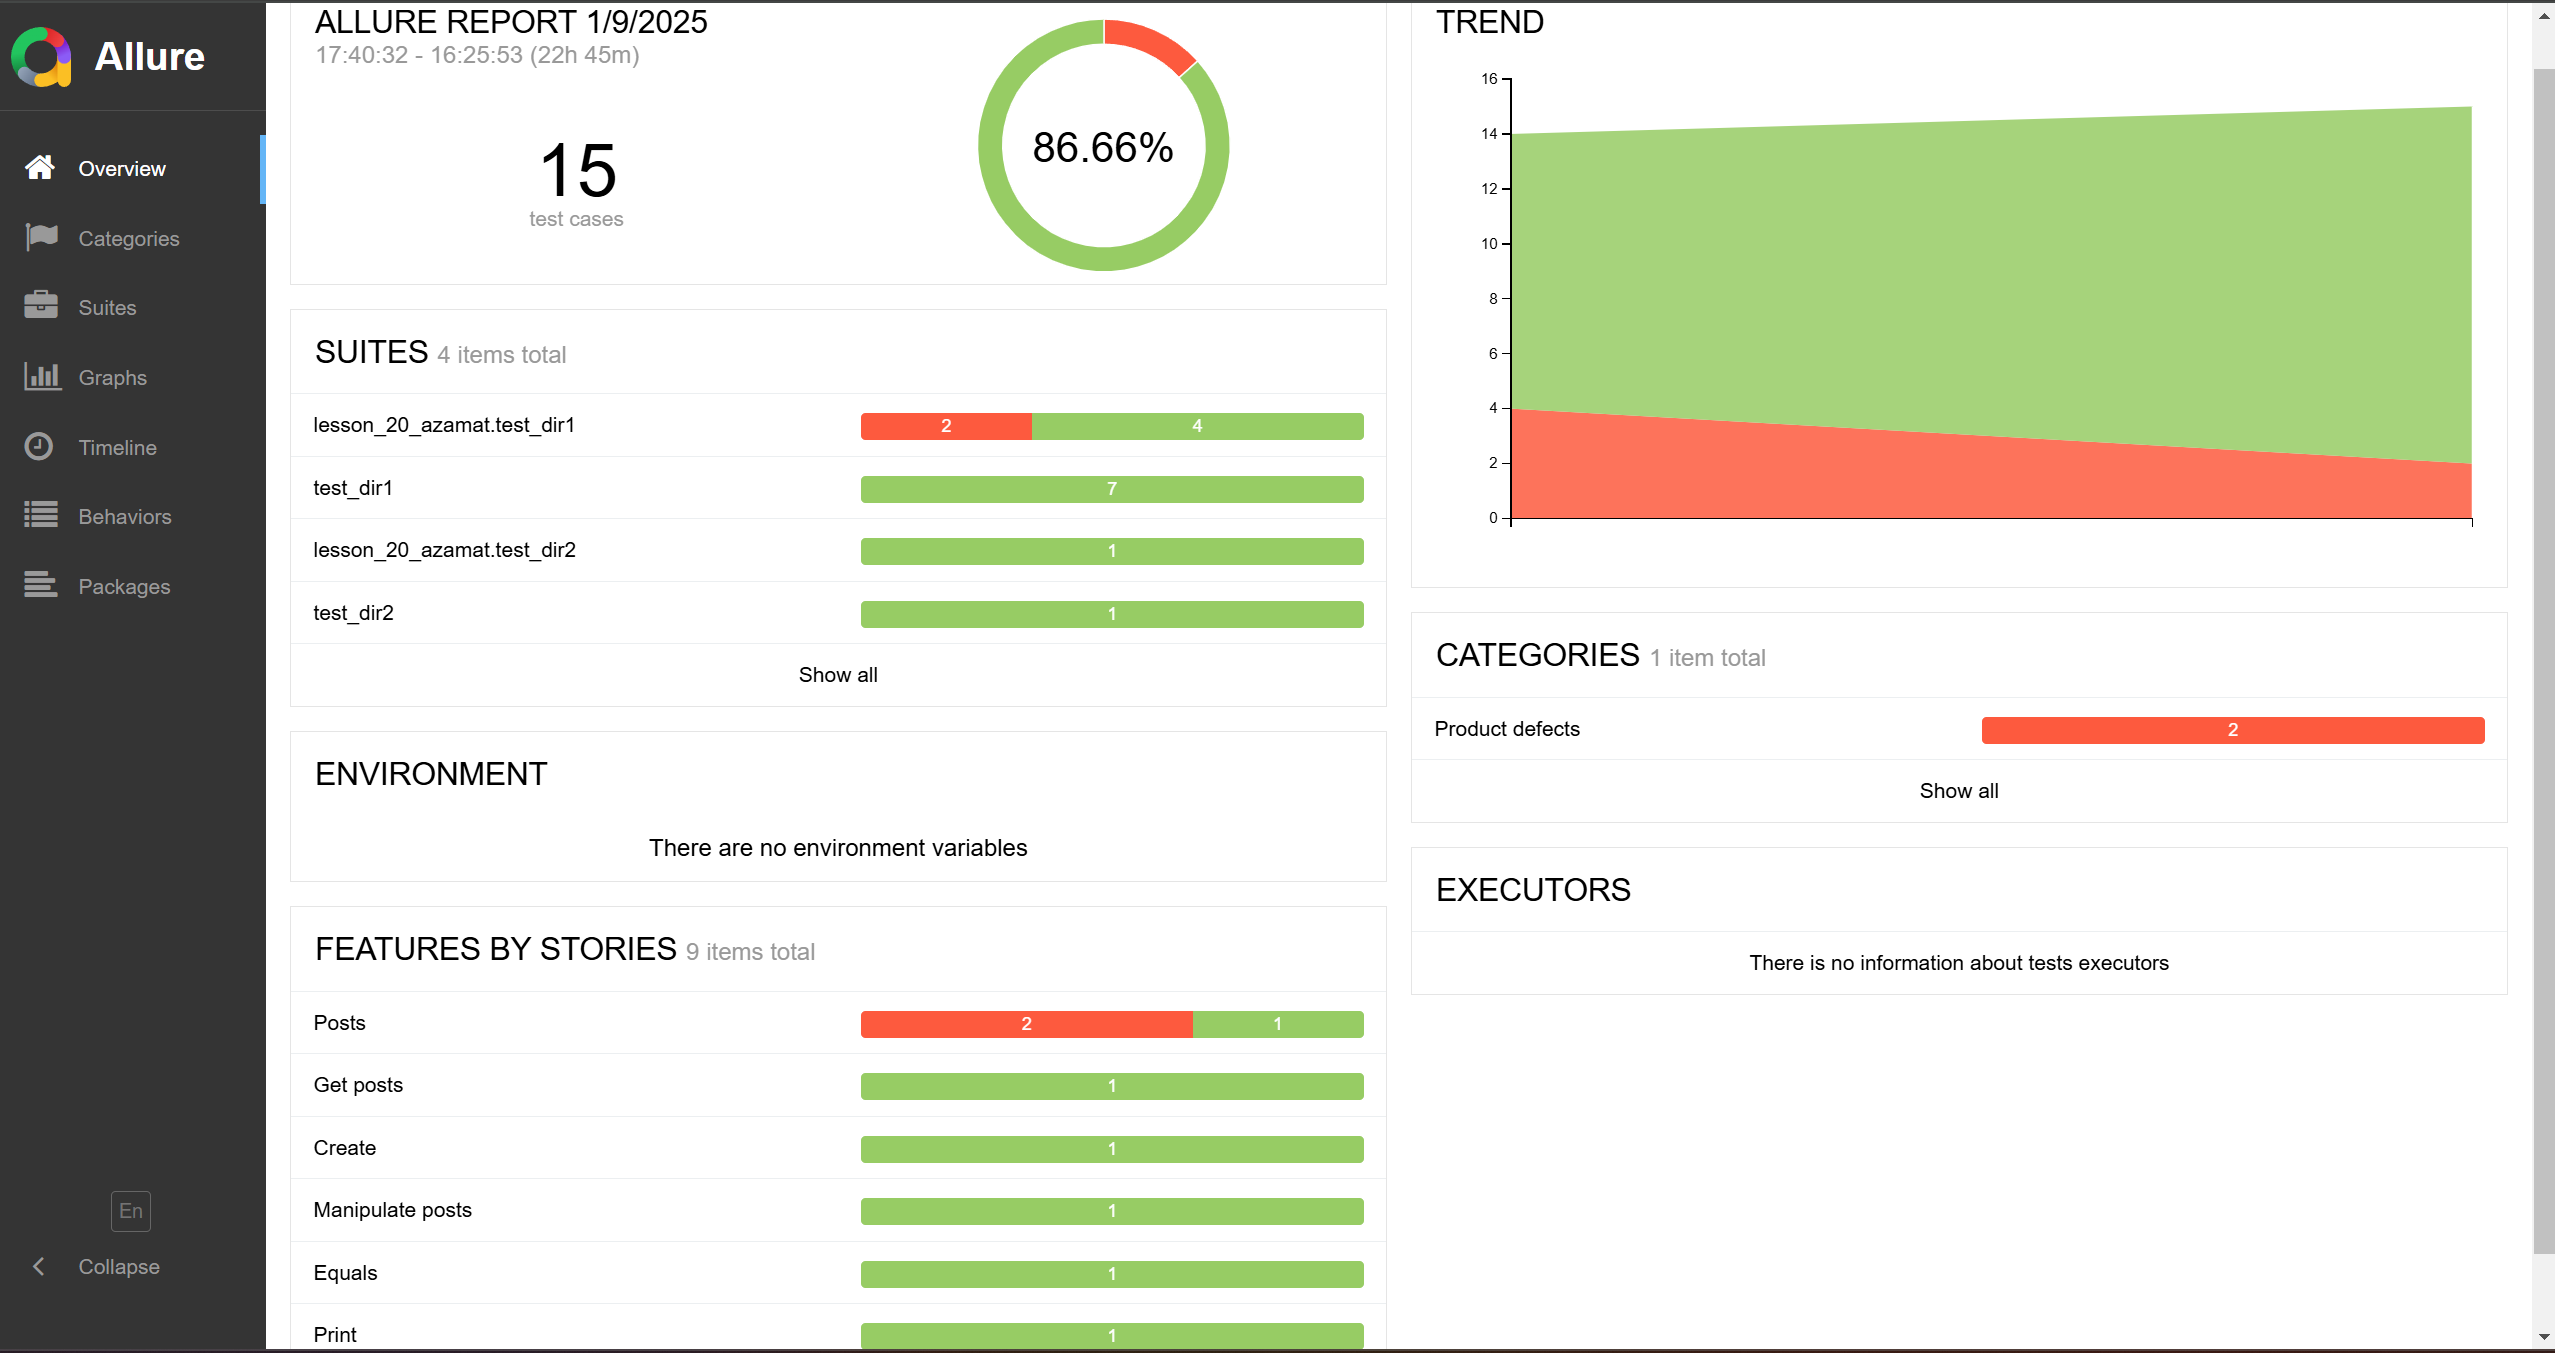 Allure
Overview
Categories
Suites
Graphs
Timeline
Behaviors
Packages
En
Collapse
ALLURE REPORT 1/9/2025
17:40:32 - 16:25:53 (22h 45m)
15
test cases
86.66%
SUITES 4 items total
lesson_20_azamat.test_dir1 2 4
test_dir1 7
lesson_20_azamat.test_dir2 1
test_dir2 1
Show all
ENVIRONMENT
There are no environment variables
FEATURES BY STORIES 9 items total
Posts 2 1
Get posts 1
Create 1
Manipulate posts 1
Equals 1
Print 1
TREND
16
14
12
10
8
6
4
2
0
CATEGORIES 1 item total
Product defects 2
Show all
EXECUTORS
There is no information about tests executors